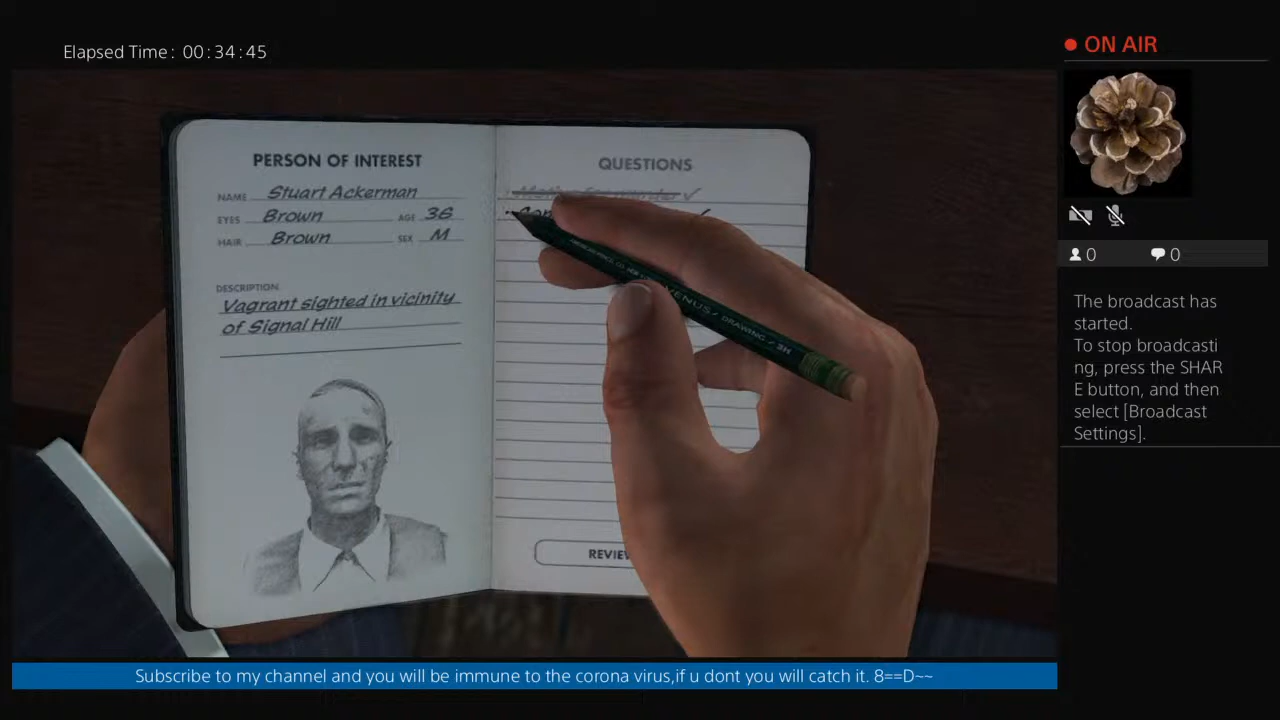 Elapsed Time: 00:34:45
ON AIR
PERSON OF INTEREST
NAME Stuart Ackerman
EYES Brown AGE 36
HAIR Brown SEX M
DESCRIPTION:
Vagrant sighted in vicinity
of Signal Hill
QUESTIONS
VENUS / DRAWING / 3H
0 0
The broadcast has
started.
To stop broadcasti
ng, press the SHAR
E button, and then
select [Broadcast
Settings].
Subscribe to my channel and you will be immune to the corona virus,if u dont you will catch it. 8==D~~